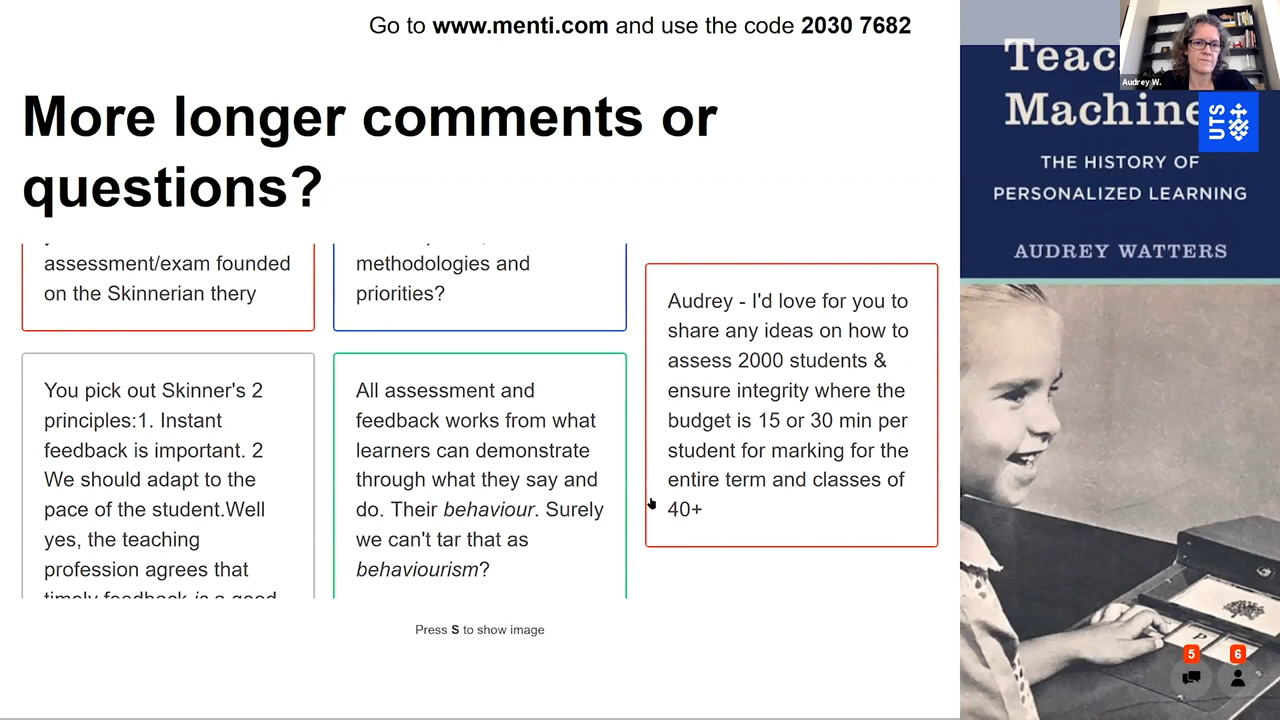 Go to www.menti.com and use the code 2030 7682
More longer comments or
questions?
assessment/exam founded
on the Skinnerian thery
methodologies and
priorities?
You pick out Skinner's 2
principles:1. Instant
feedback is important. 2
We should adapt to the
pace of the student.Well
yes, the teaching
profession agrees that
timely feedback is a good
All assessment and
feedback works from what
learners can demonstrate
through what they say and
do. Their behaviour. Surely
we can't tar that as
behaviourism?
Audrey - I'd love for you to
share any ideas on how to
assess 2000 students &
ensure integrity where the
budget is 15 or 30 min per
student for marking for the
entire term and classes of
40+
Press S to show image
Audrey W.
UTS
Teac
Machine
THE HISTORY OF
PERSONALIZED LEARNING
AUDREY WATTERS
P
5
6